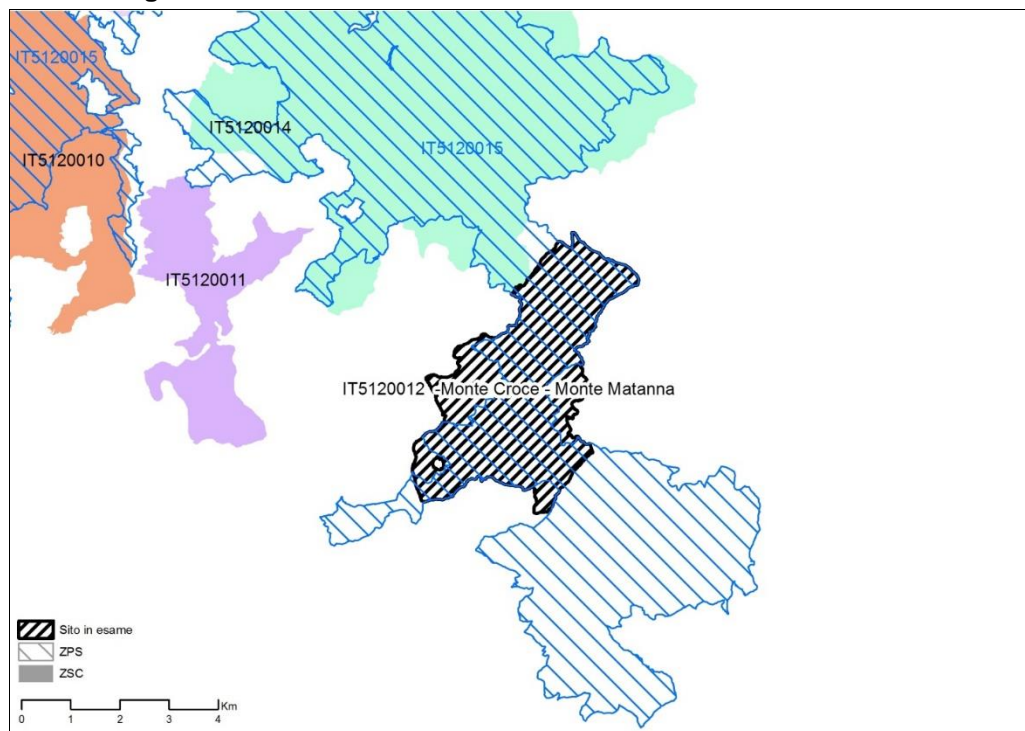 IT5120015
IT5120014
IT5120015
IT5120010
IT5120011
IT5120012 -Monte Croce - Monte Matanna
Sito in esame
ZPS
ZSC
Km
0 1 2 3 4